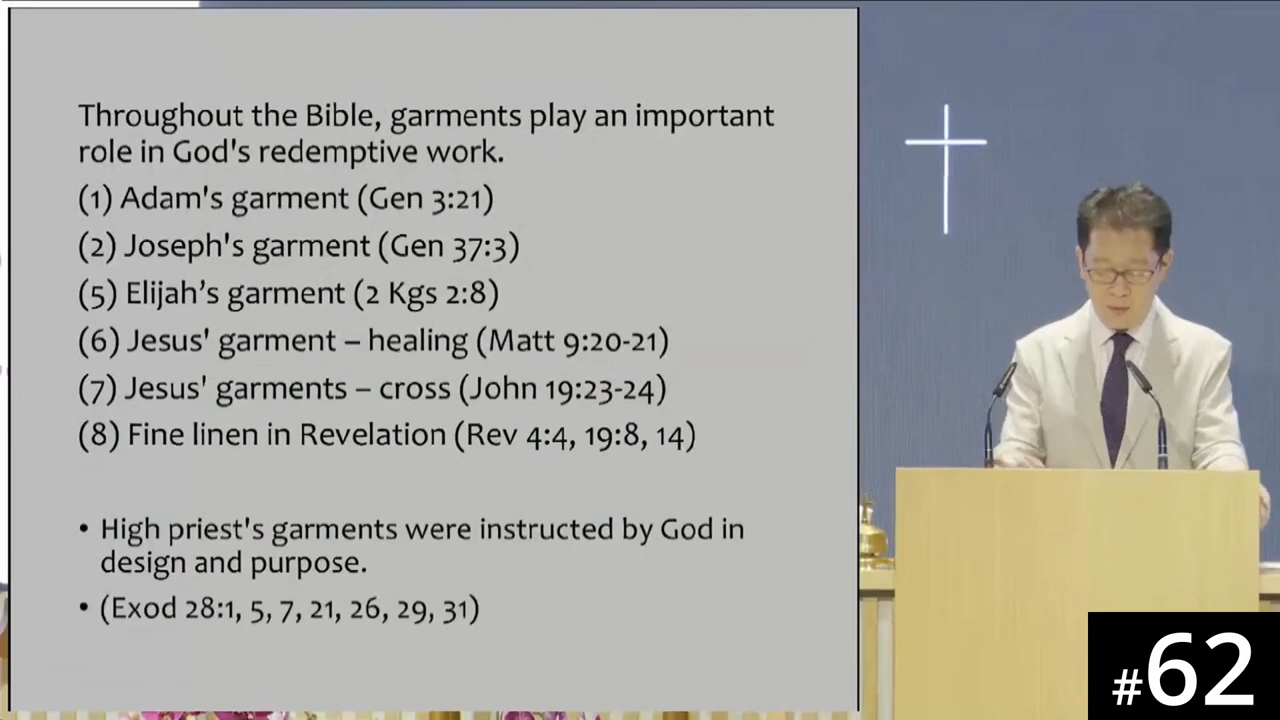 Throughout the Bible, garments play an important
role in God's redemptive work.
(1) Adam's garment (Gen 3:21)
(2) Joseph's garment (Gen 37:3)
(5) Elijah’s garment (2 Kgs 2:8)
(6) Jesus' garment – healing (Matt 9:20-21)
(7) Jesus' garments – cross (John 19:23-24)
(8) Fine linen in Revelation (Rev 4:4, 19:8, 14)
• High priest's garments were instructed by God in
design and purpose.
• (Exod 28:1, 5, 7, 21, 26, 29, 31)
#62